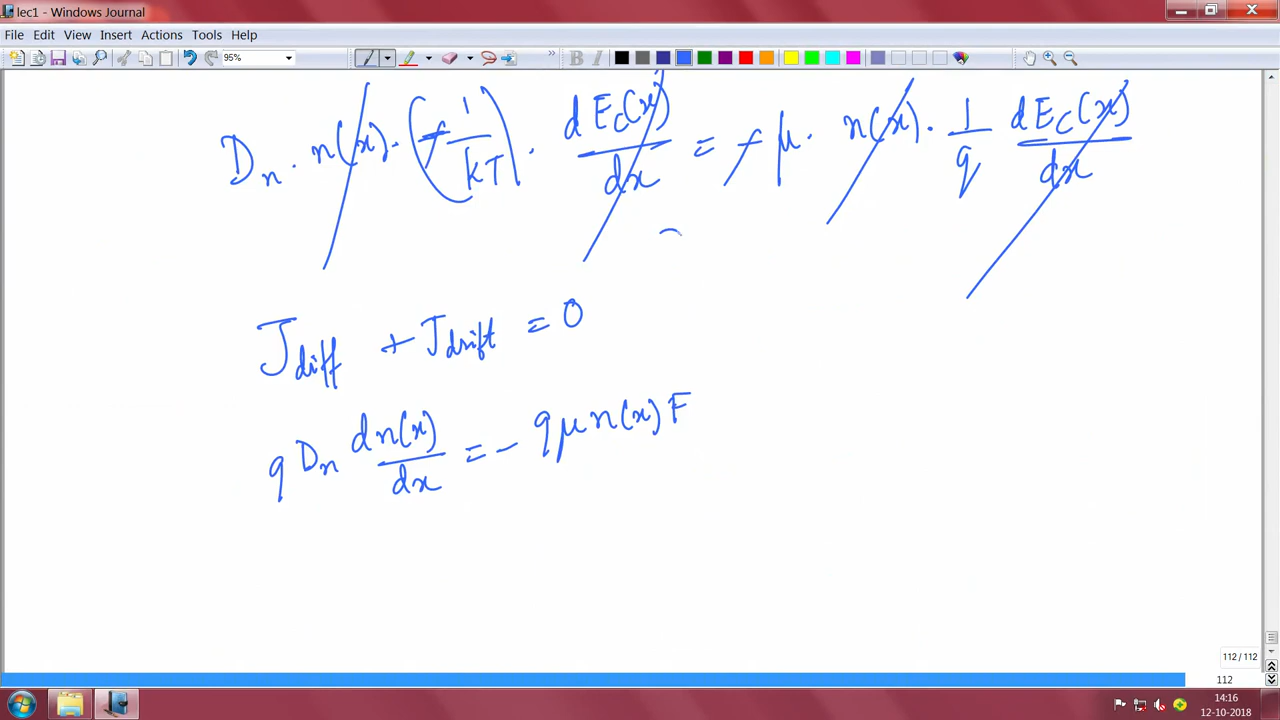 lec1 - Windows Journal
File Edit View Insert Actions Tools Help
95%
D_n · n(x) · (-1/kT) · dE_C(x)/dx = - μ · n(x) · 1/q dE_C(x)/dx
J_diff + J_drift = 0
q D_n dn(x)/dx = - q μ n(x) F
112 / 112
112
14:16
12-10-2018